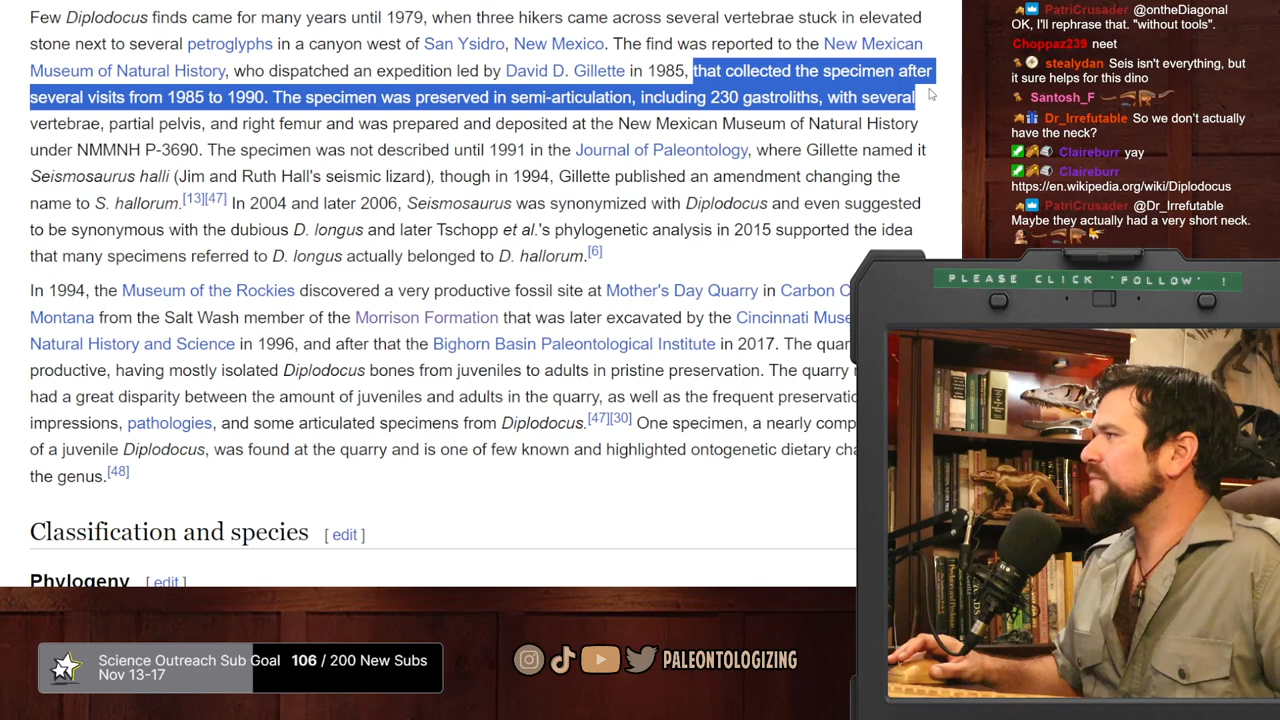 Few Diplodocus finds came for many years until 1979, when three hikers came across several vertebrae stuck in elevated
stone next to several petroglyphs in a canyon west of San Ysidro, New Mexico. The find was reported to the New Mexican
Museum of Natural History, who dispatched an expedition led by David D. Gillette in 1985, that collected the specimen after
several visits from 1985 to 1990. The specimen was preserved in semi-articulation, including 230 gastroliths, with several
vertebrae, partial pelvis, and right femur and was prepared and deposited at the New Mexican Museum of Natural History
under NMMNH P-3690. The specimen was not described until 1991 in the Journal of Paleontology, where Gillette named it
Seismosaurus halli (Jim and Ruth Hall's seismic lizard), though in 1994, Gillette published an amendment changing the
name to S. hallorum.[13][47] In 2004 and later 2006, Seismosaurus was synonymized with Diplodocus and even suggested
to be synonymous with the dubious D. longus and later Tschopp et al.'s phylogenetic analysis in 2015 supported the idea
that many specimens referred to D. longus actually belonged to D. hallorum.[6]
In 1994, the Museum of the Rockies discovered a very productive fossil site at Mother's Day Quarry in Carbon C
Montana from the Salt Wash member of the Morrison Formation that was later excavated by the Cincinnati Muse
Natural History and Science in 1996, and after that the Bighorn Basin Paleontological Institute in 2017. The quar
productive, having mostly isolated Diplodocus bones from juveniles to adults in pristine preservation. The quarry
had a great disparity between the amount of juveniles and adults in the quarry, as well as the frequent preservatio
impressions, pathologies, and some articulated specimens from Diplodocus.[47][30] One specimen, a nearly comp
of a juvenile Diplodocus, was found at the quarry and is one of few known and highlighted ontogenetic dietary cha
the genus.[48]
Classification and species [ edit ]
Phylogeny [ edit ]
PatriCrusader @ontheDiagonal
OK, I'll rephrase that. "without tools".
Choppaz239 neet
stealydan Seis isn't everything, but
it sure helps for this dino
Santosh_F
Dr_Irrefutable So we don't actually
have the neck?
Claireburr yay
Claireburr
https://en.wikipedia.org/wiki/Diplodocus
PatriCrusader @Dr_Irrefutable
Maybe they actually had a very short neck.
PLEASE CLICK 'FOLLOW' !
Science Outreach Sub Goal 106 / 200 New Subs
Nov 13-17
PALEONTOLOGIZING